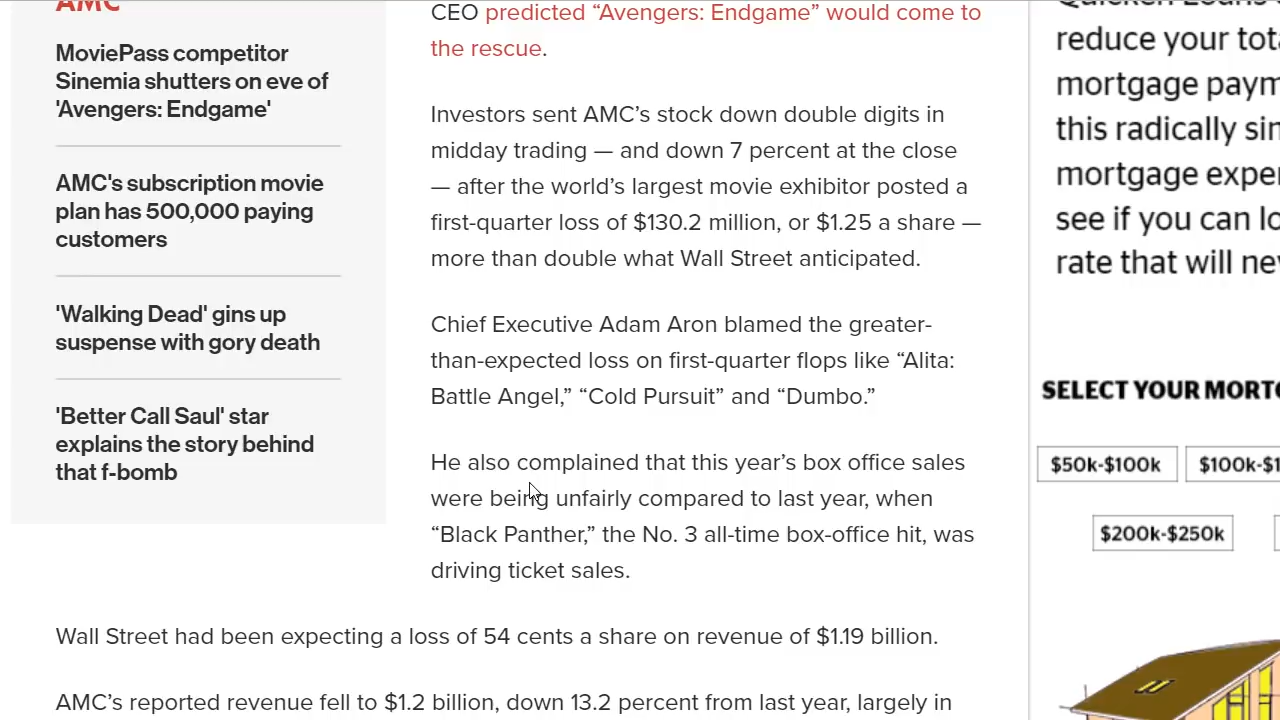 AMC
MoviePass competitor
Sinemia shutters on eve of
'Avengers: Endgame'
AMC's subscription movie
plan has 500,000 paying
customers
'Walking Dead' gins up
suspense with gory death
'Better Call Saul' star
explains the story behind
that f-bomb
CEO predicted “Avengers: Endgame” would come to
the rescue.
Investors sent AMC’s stock down double digits in
midday trading — and down 7 percent at the close
— after the world’s largest movie exhibitor posted a
first-quarter loss of $130.2 million, or $1.25 a share —
more than double what Wall Street anticipated.
Chief Executive Adam Aron blamed the greater-
than-expected loss on first-quarter flops like “Alita:
Battle Angel,” “Cold Pursuit” and “Dumbo.”
He also complained that this year’s box office sales
were being unfairly compared to last year, when
“Black Panther,” the No. 3 all-time box-office hit, was
driving ticket sales.
Wall Street had been expecting a loss of 54 cents a share on revenue of $1.19 billion.
AMC’s reported revenue fell to $1.2 billion, down 13.2 percent from last year, largely in
Quicken Loans
reduce your
mortgage
this radically
mortgage
see if you can
rate that will
SELECT YOUR
$50k-$100k
$200k-$250k